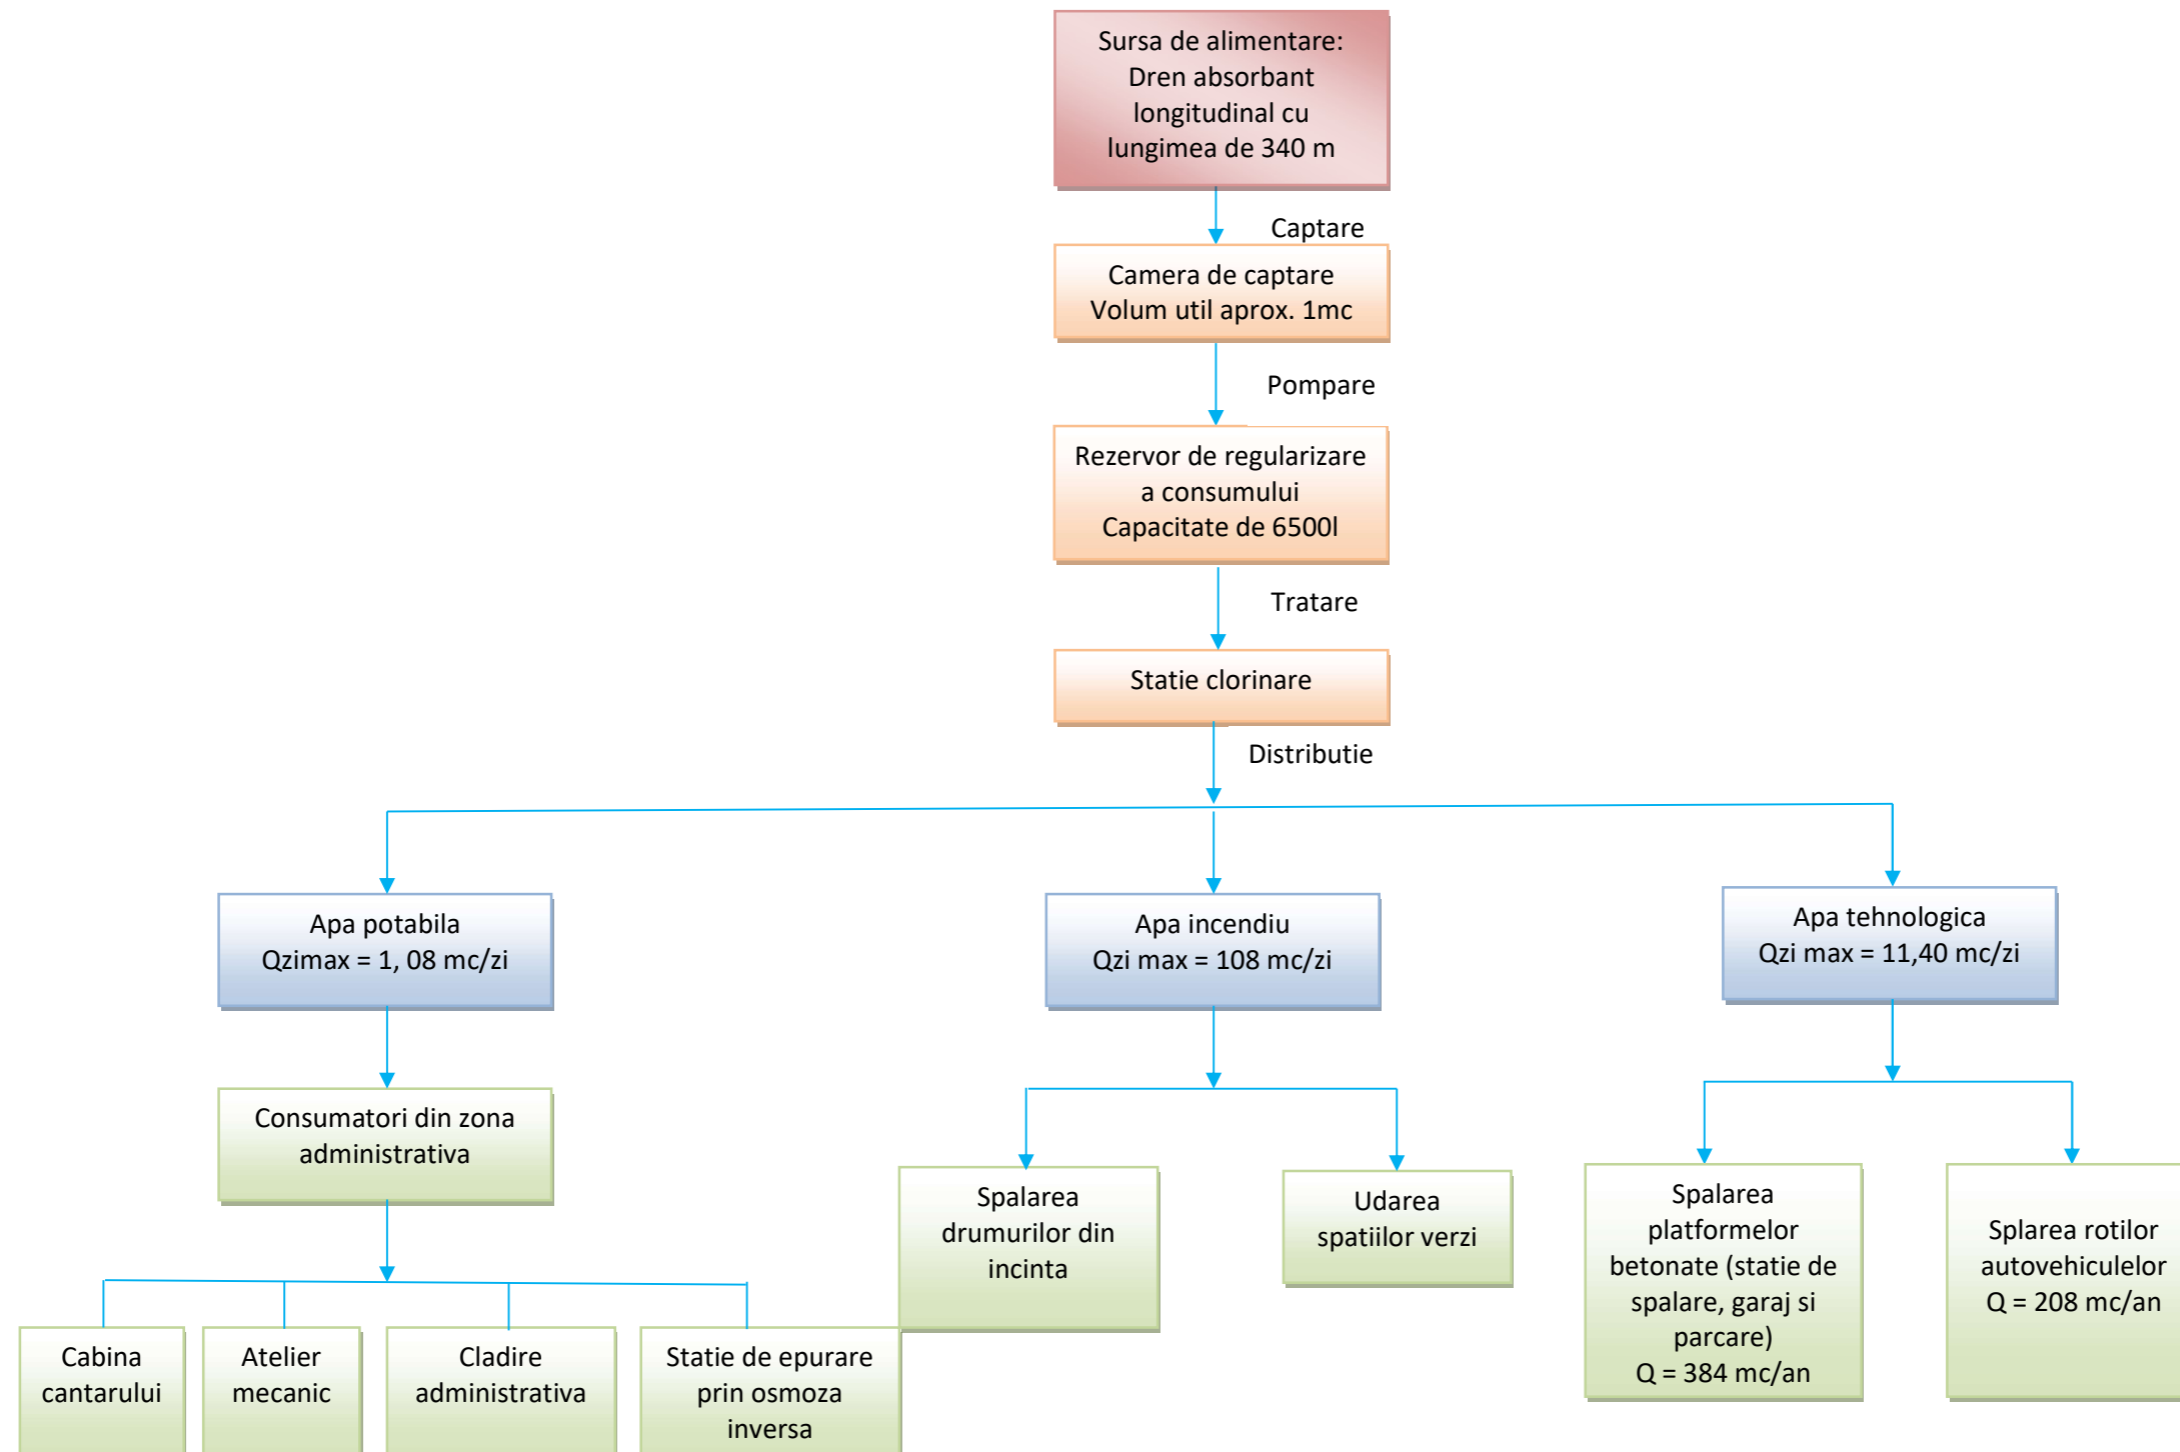 Sursa de alimentare:
Dren absorbant
longitudinal cu
lungimea de 340 m
Captare
Camera de captare
Volum util aprox. 1mc
Pompare
Rezervor de regularizare
a consumului
Capacitate de 6500l
Tratare
Statie clorinare
Distributie
Apa potabila
Qzimax = 1, 08 mc/zi
Apa incendiu
Qzi max = 108 mc/zi
Apa tehnologica
Qzi max = 11,40 mc/zi
Consumatori din zona
administrativa
Spalarea
drumurilor din
incinta
Udarea
spatiilor verzi
Spalarea
platformelor
betonate (statie de
spalare, garaj si
parcare)
Q = 384 mc/an
Splarea rotilor
autovehiculelor
Q = 208 mc/an
Cabina
cantarului
Atelier
mecanic
Cladire
administrativa
Statie de epurare
prin osmoza
inversa